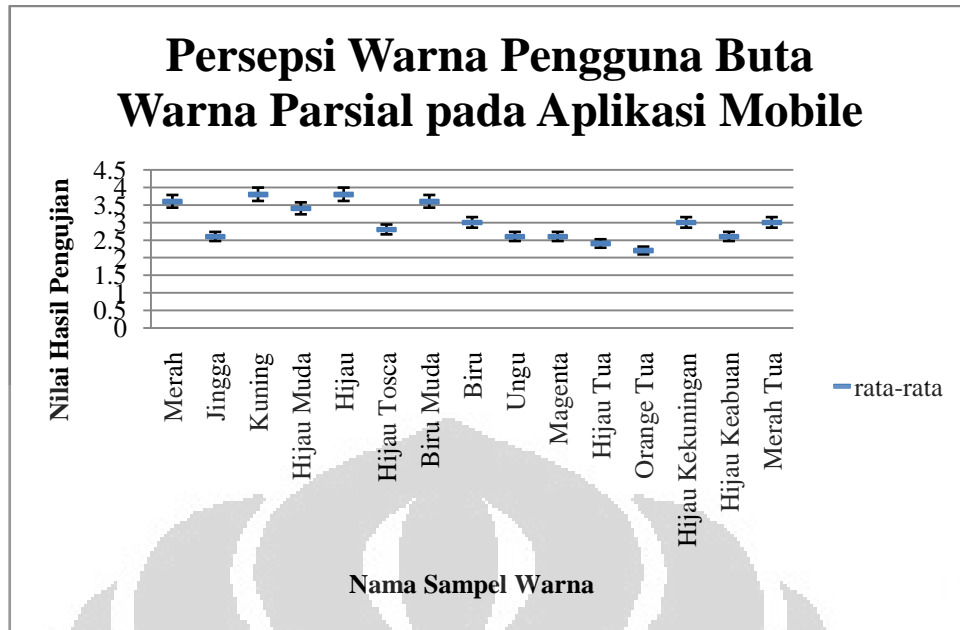 Persepsi Warna Pengguna Buta
Warna Parsial pada Aplikasi Mobile
Nilai Hasil Pengujian
4.5
4
3.5
3
2.5
2
1.5
1
0.5
0
Merah
Jingga
Kuning
Hijau Muda
Hijau
Hijau Tosca
Biru Muda
Biru
Ungu
Magenta
Hijau Tua
Orange Tua
Hijau Kekuningan
Hijau Keabuan
Merah Tua
rata-rata
Nama Sampel Warna